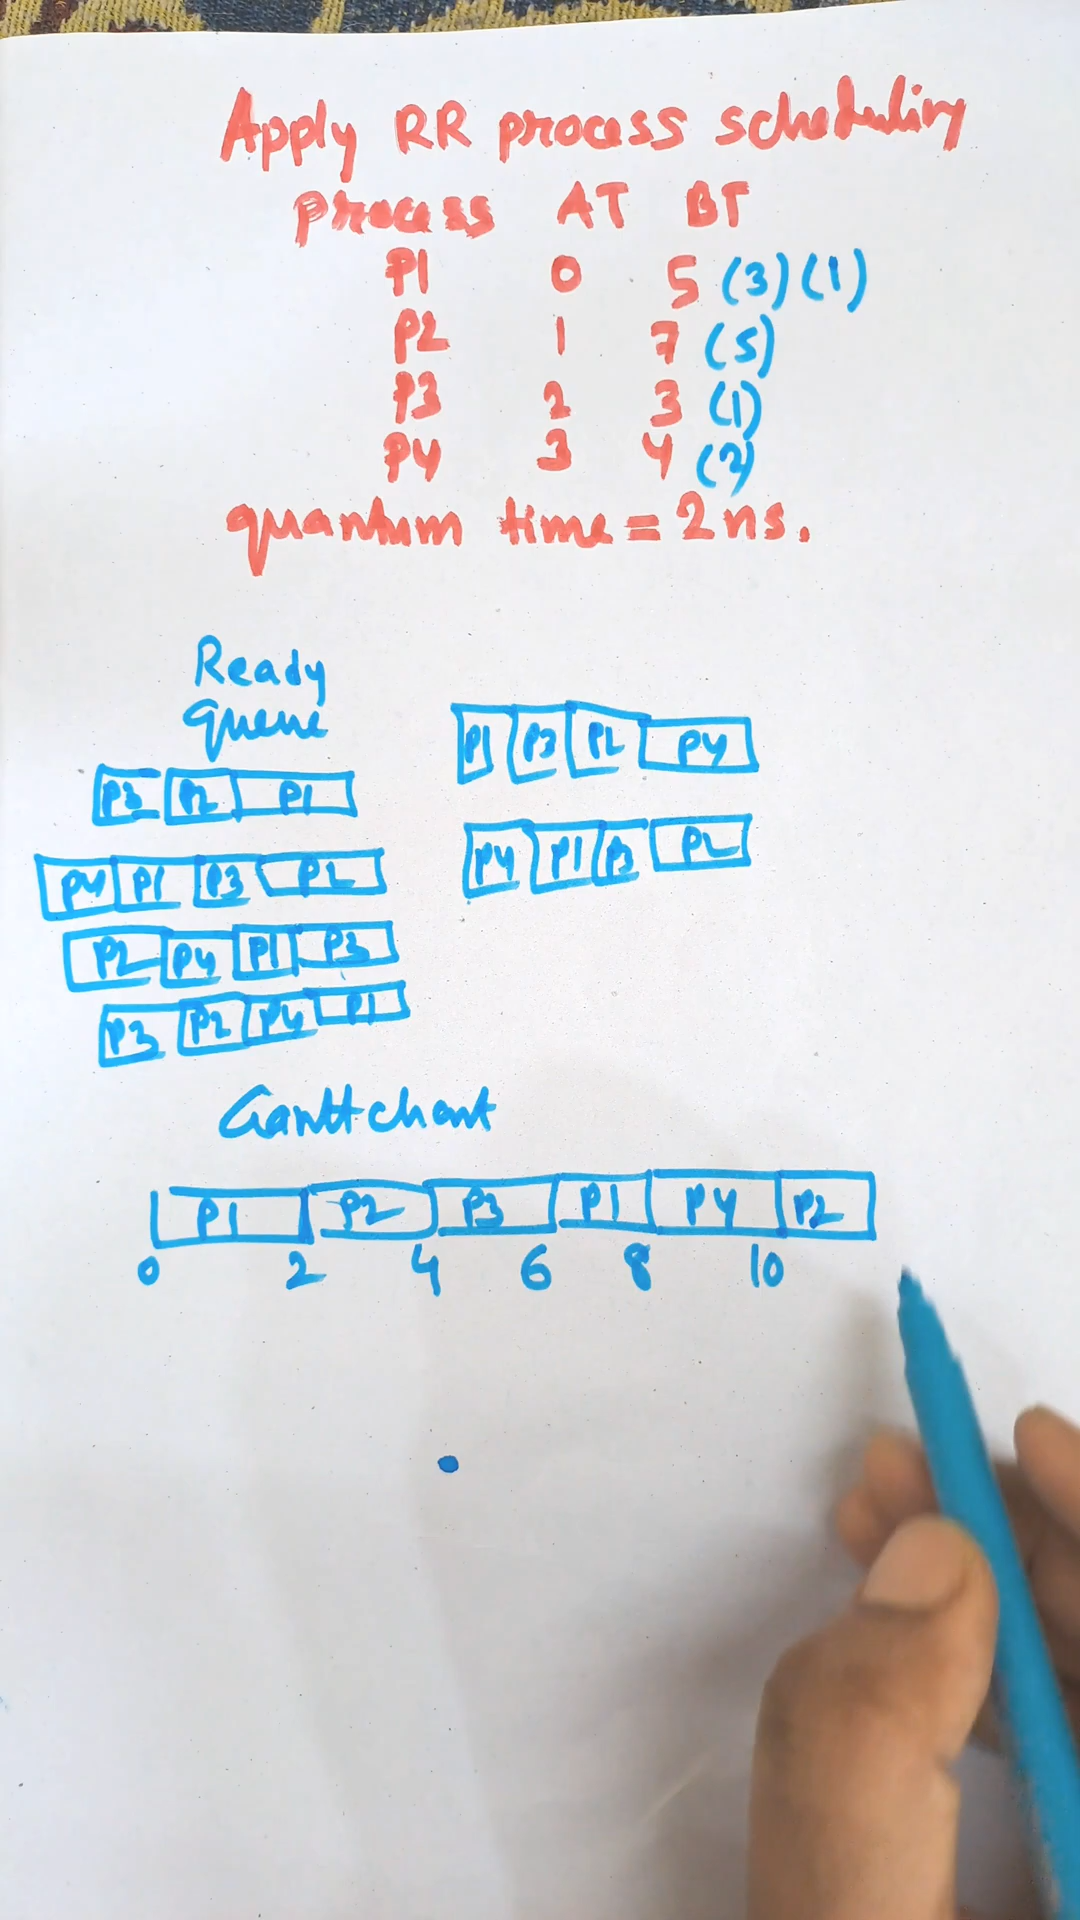 Apply RR process scheduling
process AT BT
P1 0 5 (3) (1)
P2 1 7 (5)
P3 2 3 (1)
P4 3 4 (2)
quantum time = 2ns.
Ready
queue
P3 P2 P1
P4 P1 P3 P2
P2 P4 P1 P3
P3 P2 P4 P1
P1 P3 P2 P4
P4 P1 P3 P2
Gantt chart
P1 P2 P3 P1 P4 P2
0 2 4 6 8 10